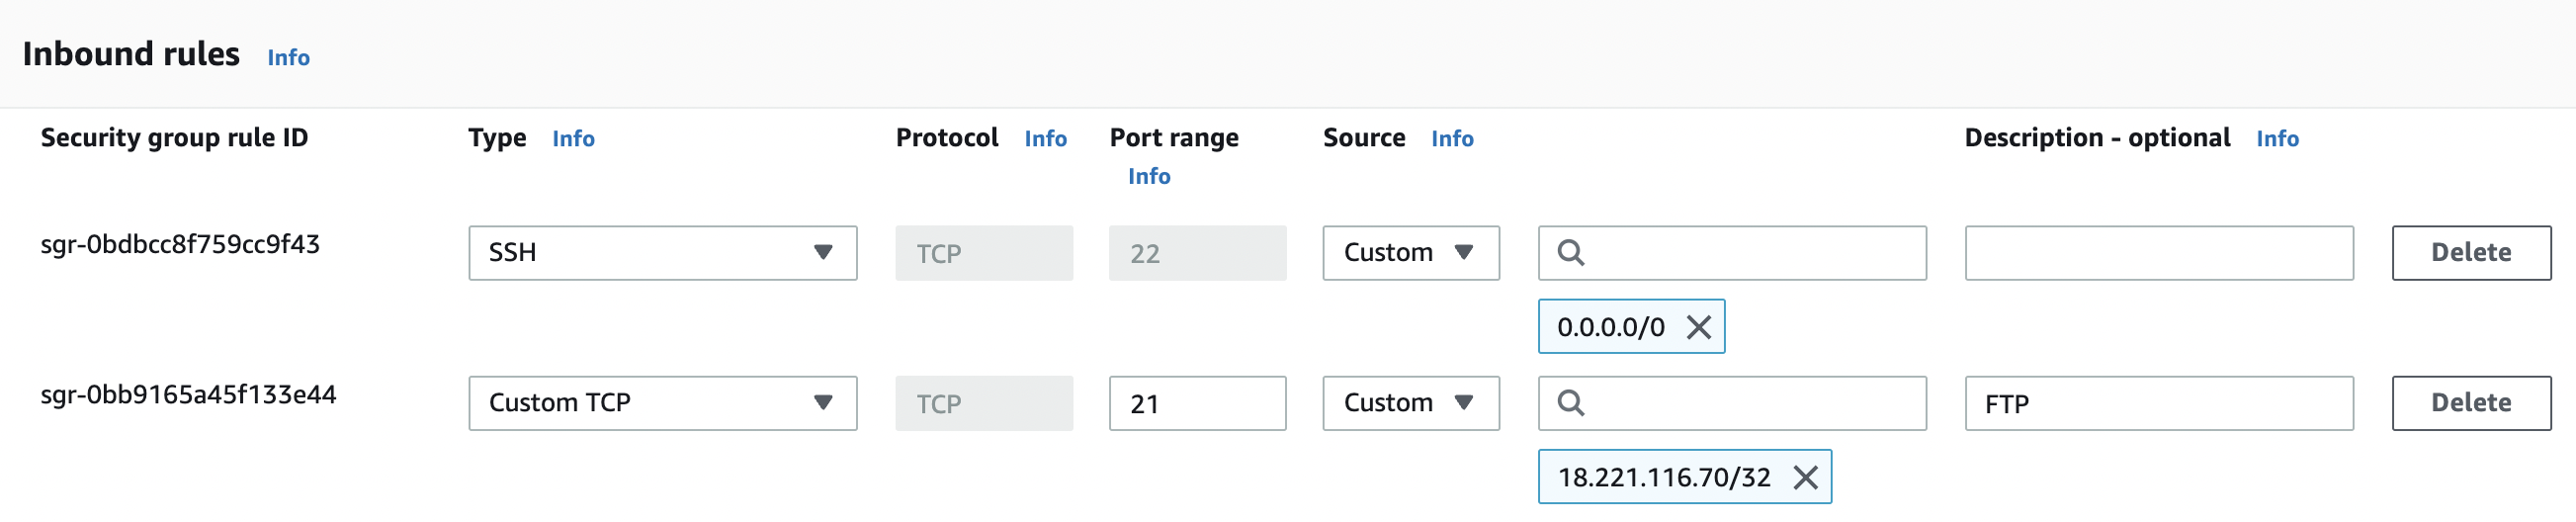 Inbound rules Info
Security group rule ID Type Info Protocol Info Port range Source Info Description - optional Info
Info
sgr-0bdbcc8f759cc9f43 SSH TCP 22 Custom Delete
0.0.0.0/0
sgr-0bb9165a45f133e44 Custom TCP TCP 21 Custom FTP Delete
18.221.116.70/32